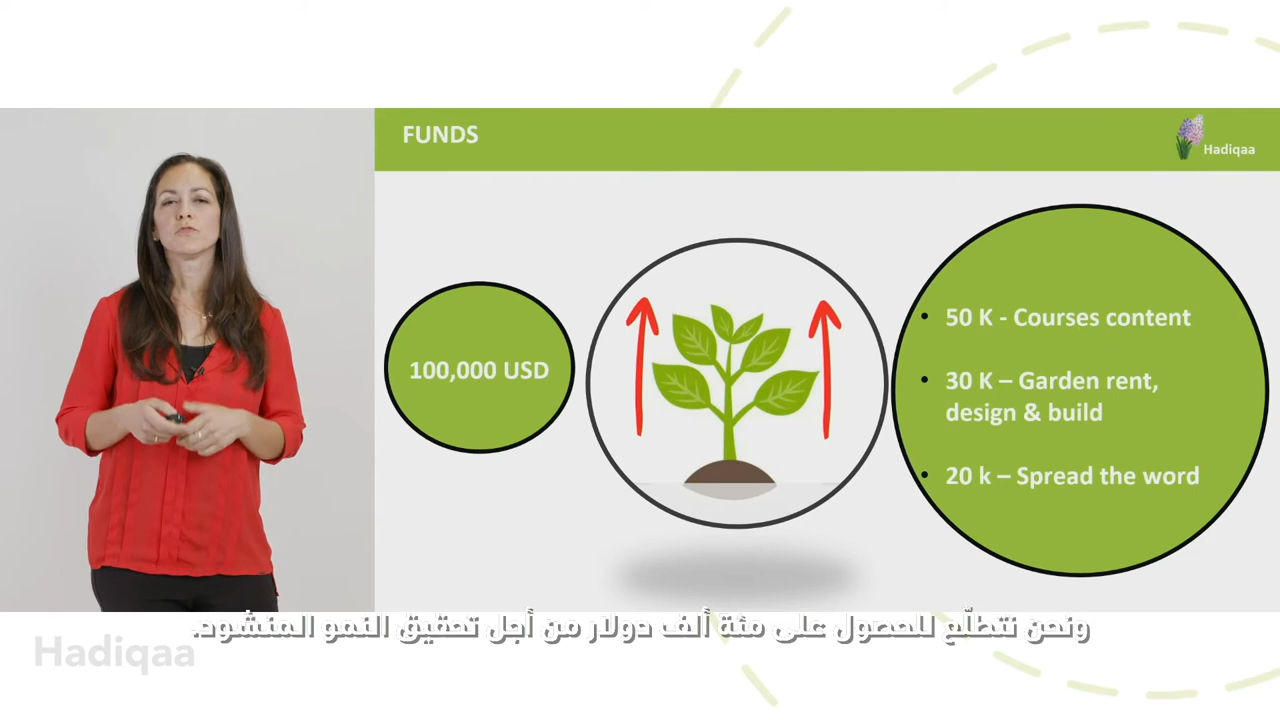 FUNDS
Hadiqaa
100,000 USD
• 50 K - Courses content
• 30 K – Garden rent,
design & build
• 20 k – Spread the word
ونحن نتطلّع للحصول على مئة ألف دولار من أجل تحقيق النمو المنشود.
Hadiqaa